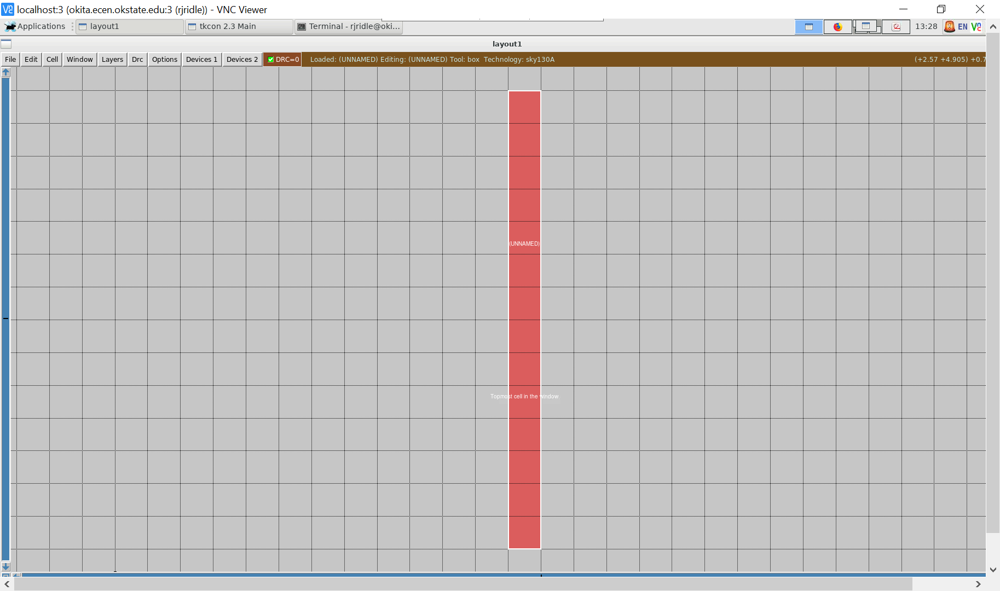 localhost:3 (okita.ecen.okstate.edu:3 (rjridle)) - VNC Viewer
Applications layout1 tkcon 2.3 Main Terminal - rjridle@oki... 13:28 EN
layout1
File Edit Cell Window Layers Drc Options Devices 1 Devices 2 DRC=0 Loaded: (UNNAMED) Editing: (UNNAMED) Tool: box Technology: sky130A (+2.57 +4.905) +0.7
(UNNAMED)
Topmost cell in the window